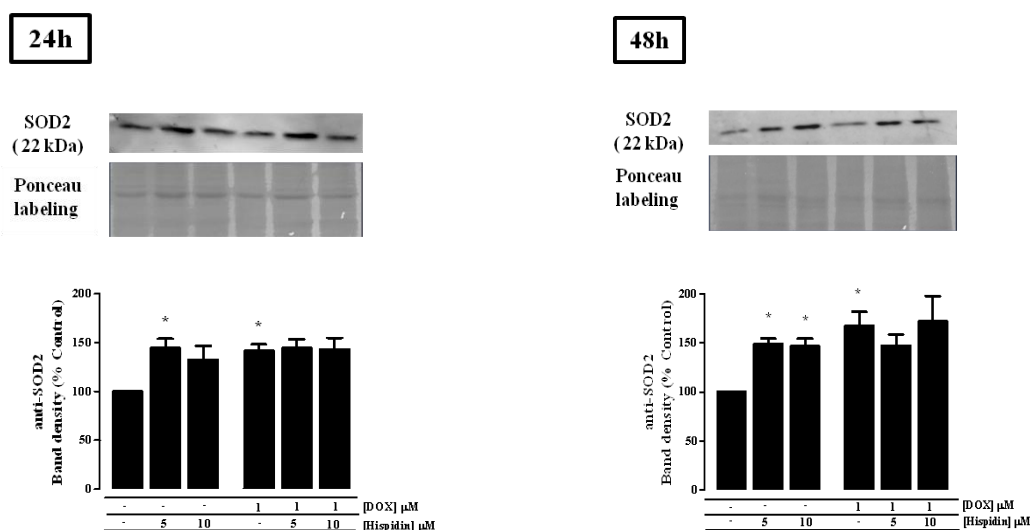 24h
SOD2
( 22 kDa)
Ponceau
labeling
anti-SOD2
Band density (% Control)
200
150
100
50
0
*
*
- - - 1 1 1 [DOX] µM
- 5 10 - 5 10 [Hispidin] µM
48h
SOD2
( 22 kDa)
Ponceau
labeling
anti-SOD2
Band density (% Control)
200
150
100
50
0
*
*
*
- - - 1 1 1 [DOX] µM
- 5 10 - 5 10 [Hispidin] µM